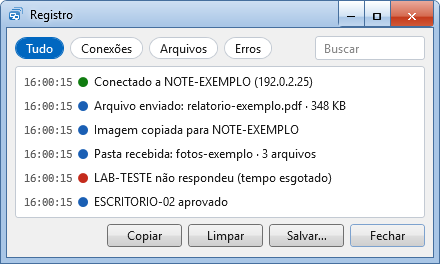 Registro
Tudo Conexões Arquivos Erros Buscar
16:00:15 Conectado a NOTE-EXEMPLO (192.0.2.25)
16:00:15 Arquivo enviado: relatorio-exemplo.pdf · 348 KB
16:00:15 Imagem copiada para NOTE-EXEMPLO
16:00:15 Pasta recebida: fotos-exemplo · 3 arquivos
16:00:15 LAB-TESTE não respondeu (tempo esgotado)
16:00:15 ESCRITORIO-02 aprovado
Copiar Limpar Salvar... Fechar